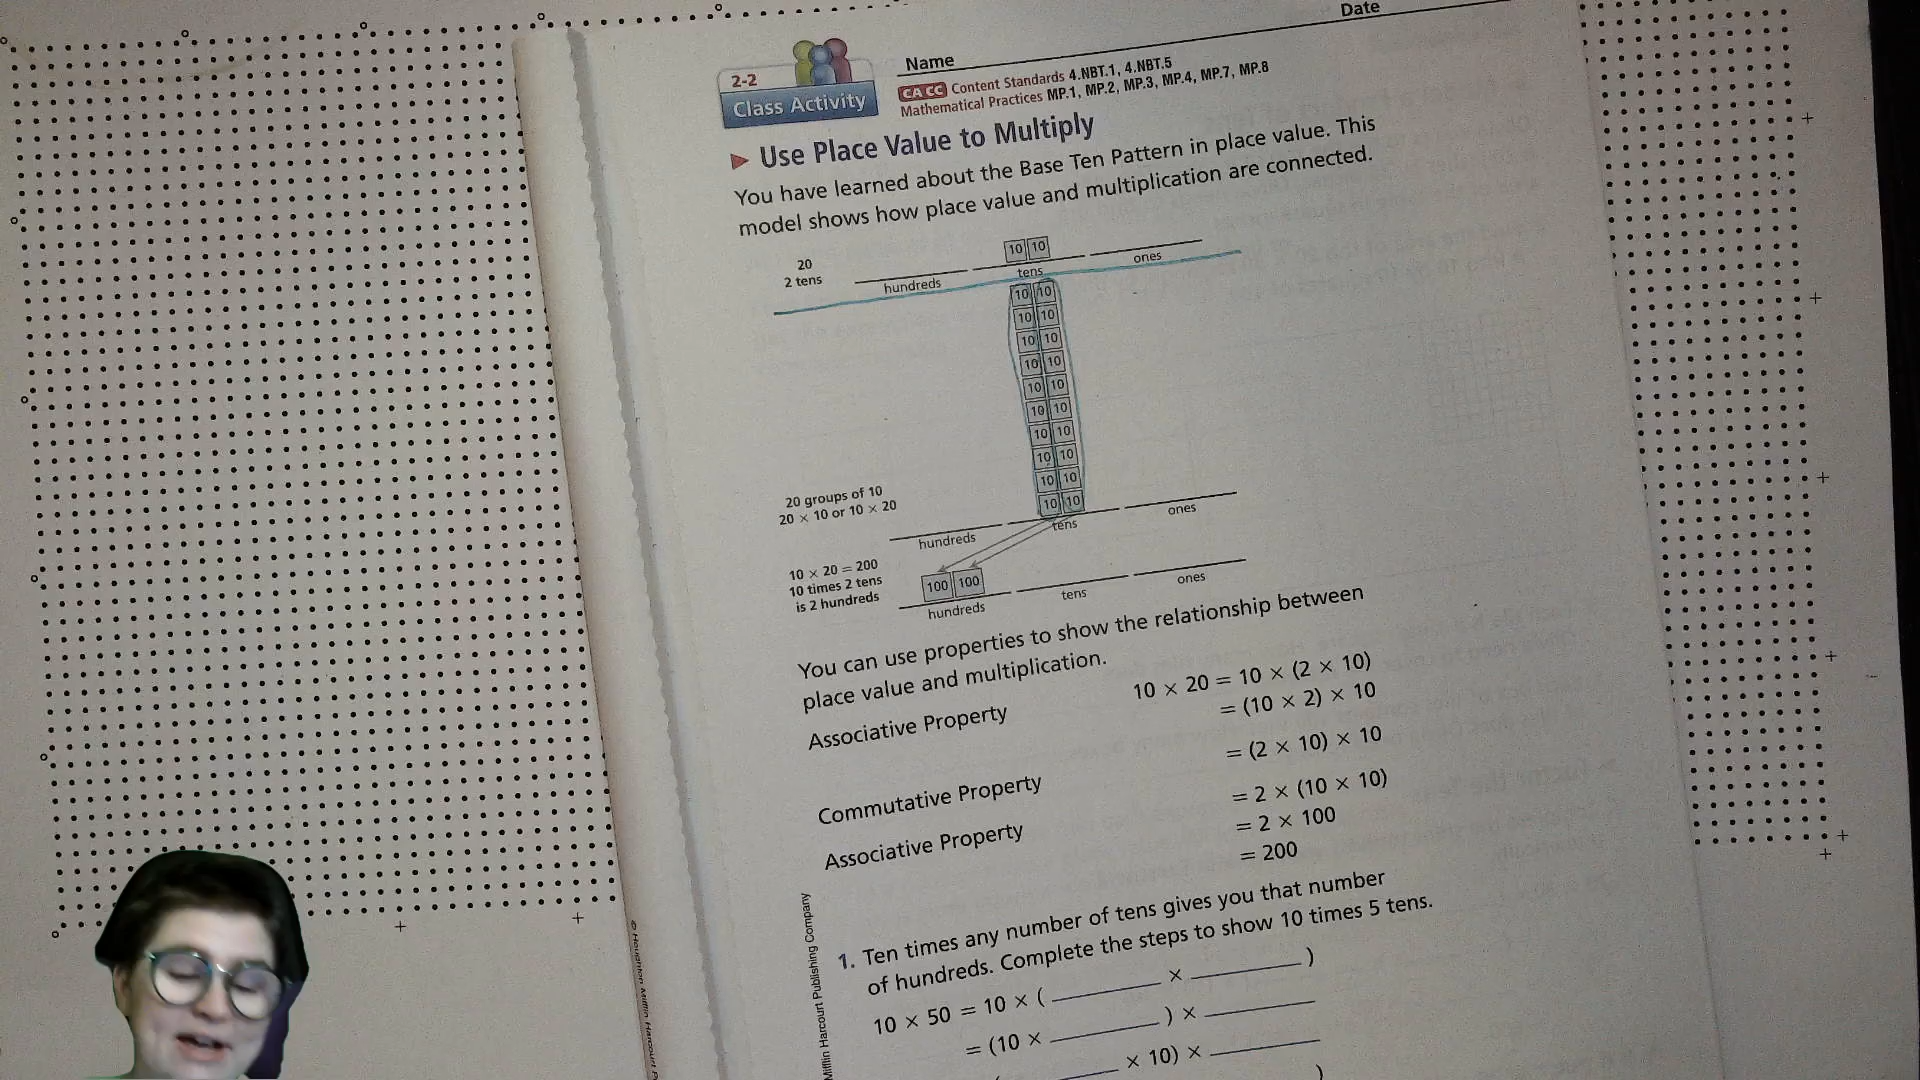 Date
2-2
Class Activity
Name
CA CC Content Standards 4.NBT.1, 4.NBT.5
Mathematical Practices MP.1, MP.2, MP.3, MP.4, MP.7, MP.8
Use Place Value to Multiply
You have learned about the Base Ten Pattern in place value. This
model shows how place value and multiplication are connected.
20
2 tens
10 10
hundreds tens ones
10 10
10 10
10 10
10 10
10 10
10 10
10 10
10 10
10 10
10 10
20 groups of 10
20 × 10 or 10 × 20
hundreds tens ones
10 × 20 = 200
10 times 2 tens
is 2 hundreds
100 100
hundreds tens ones
You can use properties to show the relationship between
place value and multiplication.
10 × 20 = 10 × (2 × 10)
Associative Property = (10 × 2) × 10
Commutative Property = (2 × 10) × 10
Associative Property = 2 × (10 × 10)
= 2 × 100
= 200
1. Ten times any number of tens gives you that number
of hundreds. Complete the steps to show 10 times 5 tens.
10 × 50 = 10 × ( ________ × ________ )
= (10 × ________ ) × ________
________ × 10) × ________
)
Mifflin Harcourt Publishing Company